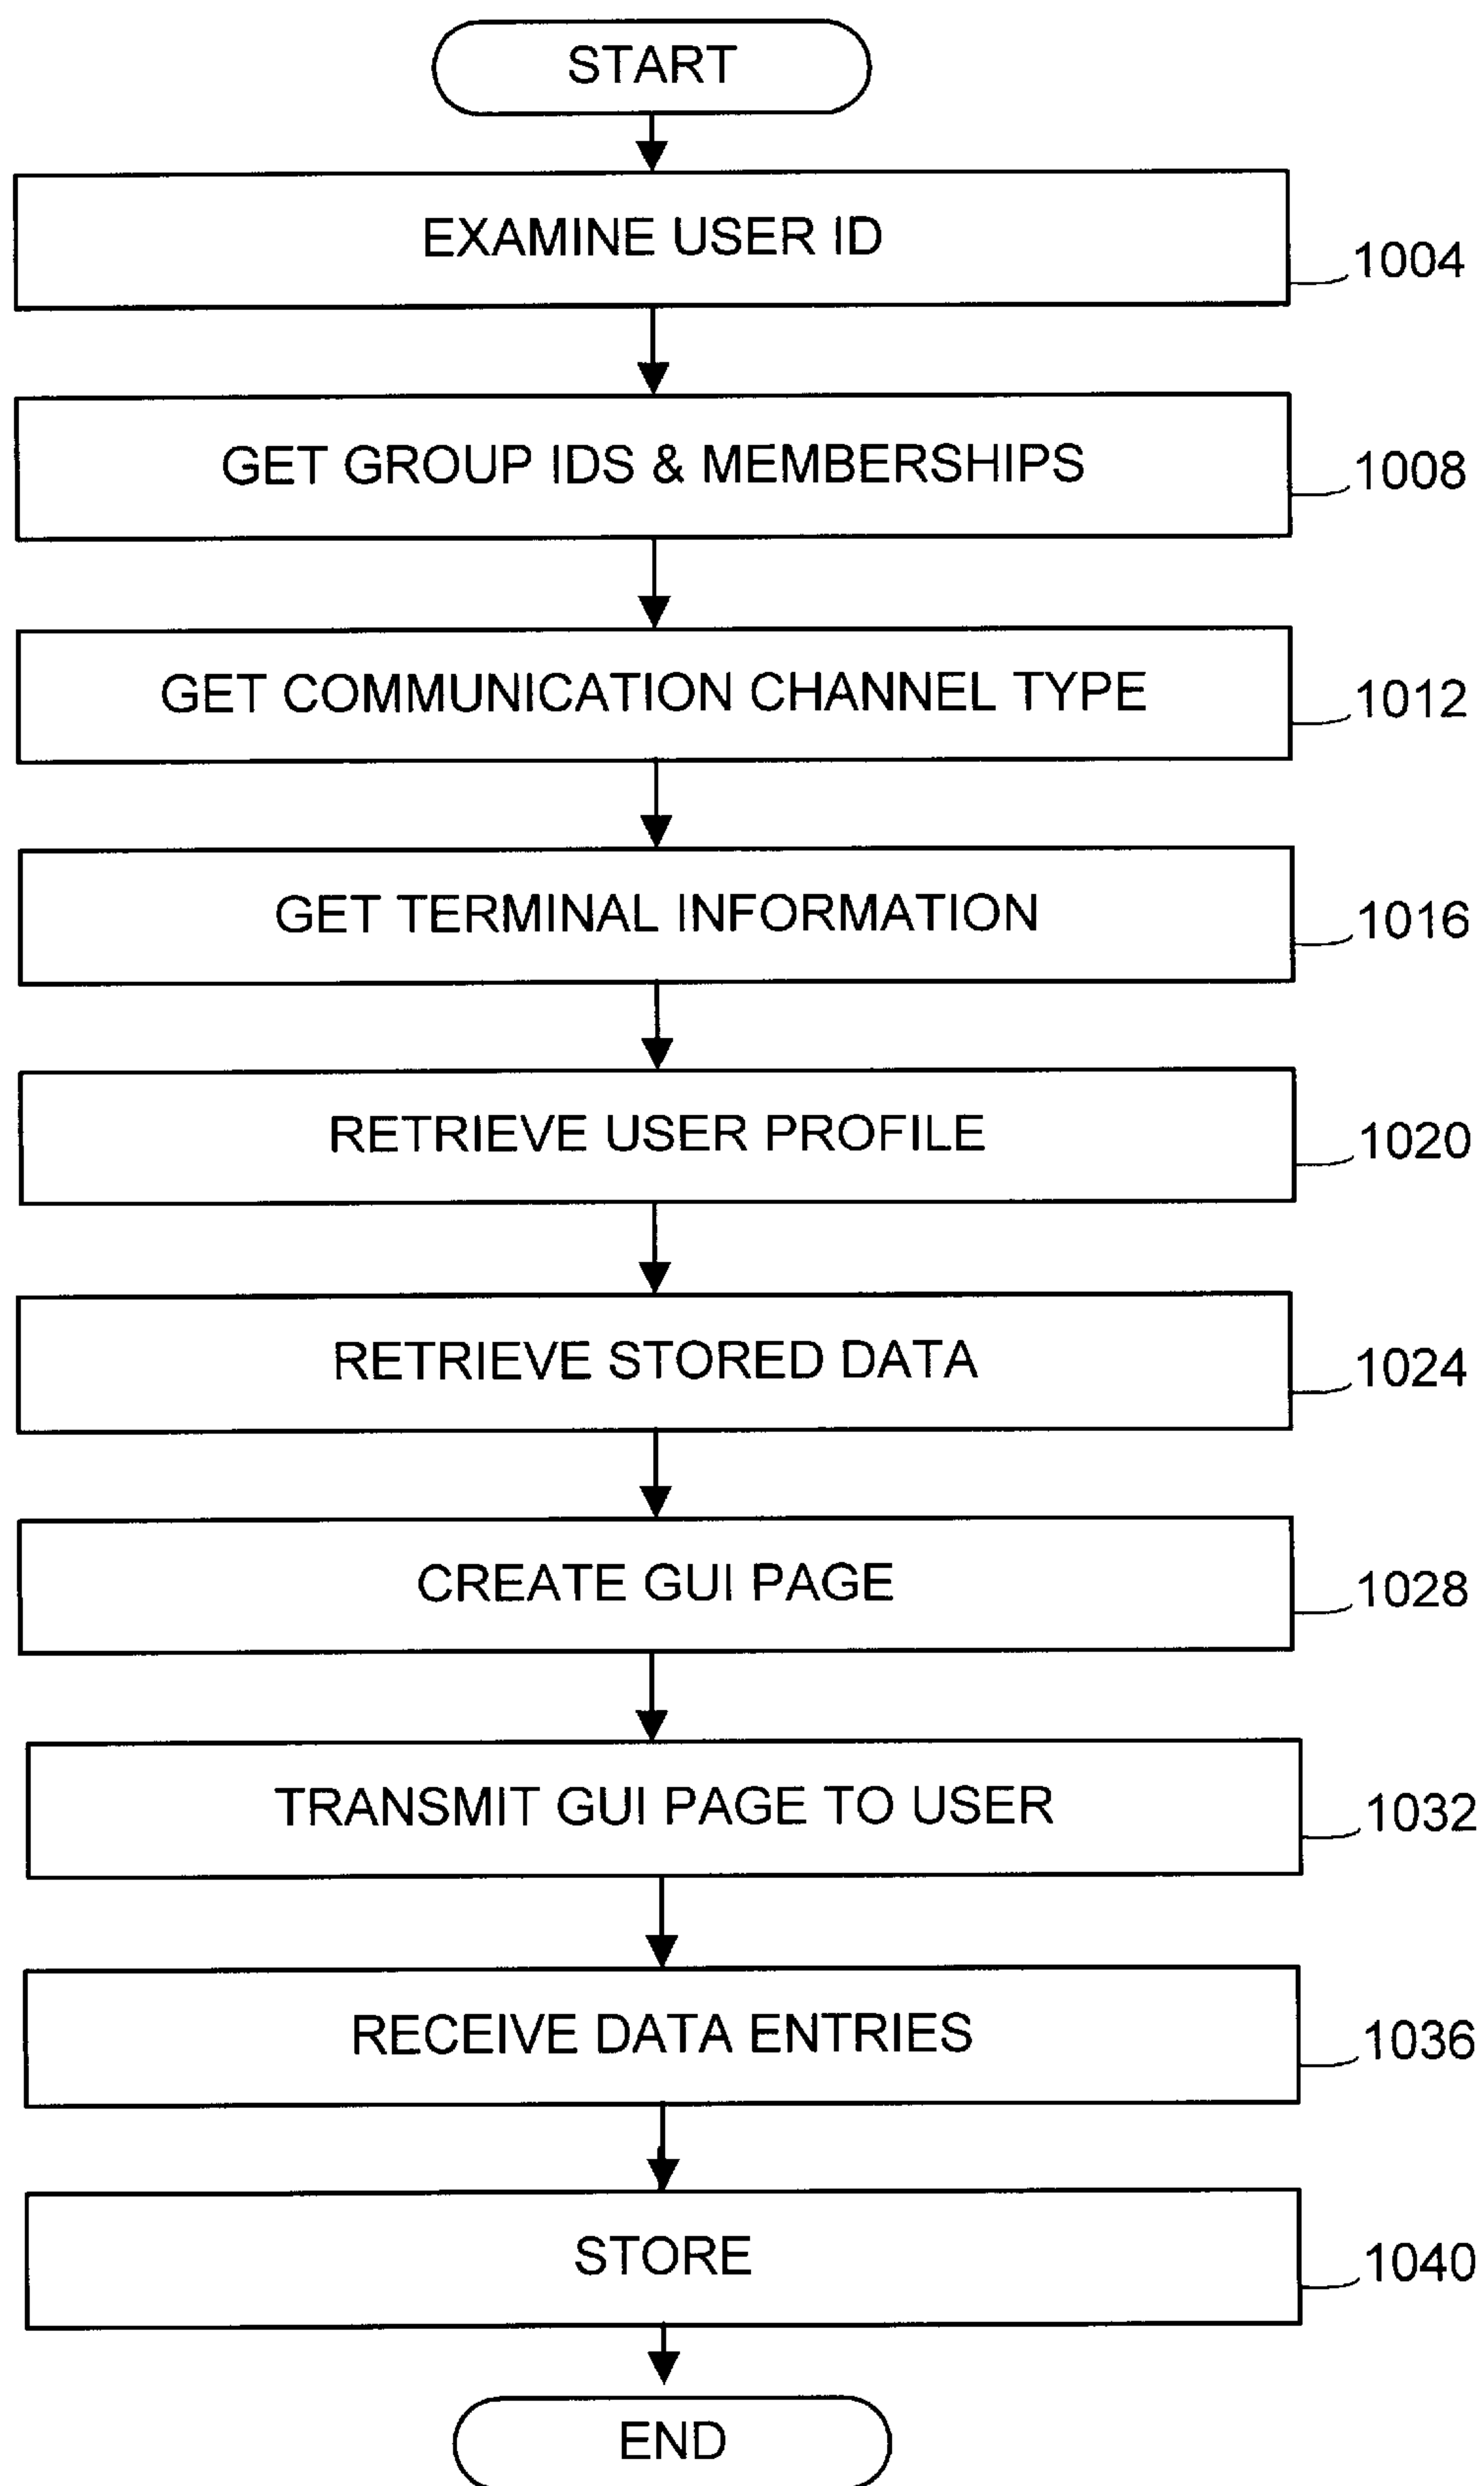 START
EXAMINE USER ID
1004
GET GROUP IDS & MEMBERSHIPS
1008
GET COMMUNICATION CHANNEL TYPE
1012
GET TERMINAL INFORMATION
1016
RETRIEVE USER PROFILE
1020
RETRIEVE STORED DATA
1024
CREATE GUI PAGE
1028
TRANSMIT GUI PAGE TO USER
1032
RECEIVE DATA ENTRIES
1036
STORE
1040
END